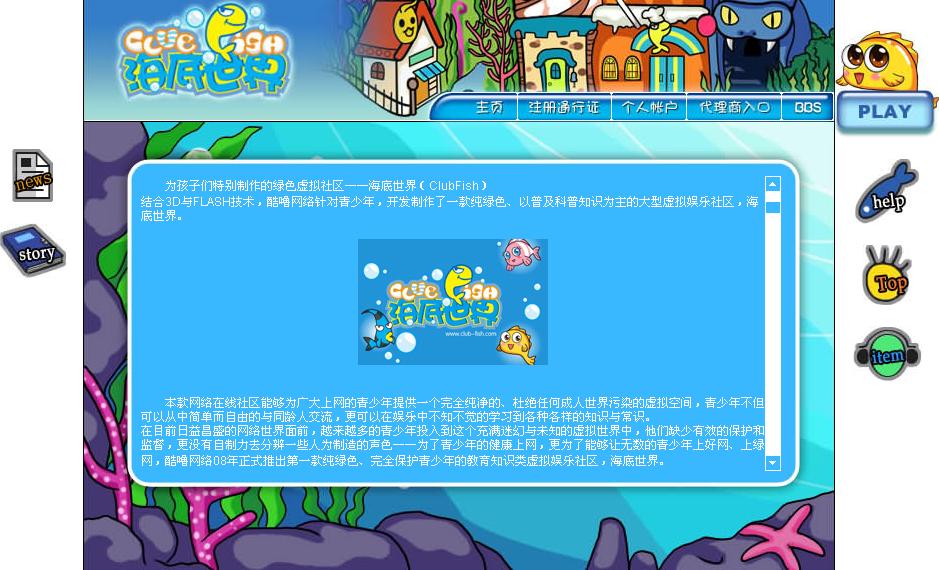 CLUB FISH
海底世界
主页 注册通行证 个人帐户 代理商入口 BBS
PLAY
news
story
help
Top
item
为孩子们特别制作的绿色虚拟社区——海底世界(ClubFish)
结合3D与FLASH技术，酷噜网络针对青少年，开发制作了一款纯绿色、以普及科普知识为主的大型虚拟娱乐社区，海
底世界。
CLUB FISH
海底世界
www.club-fish.com
本款网络在线社区能够为广大上网的青少年提供一个完全纯净的、杜绝任何成人世界污染的虚拟空间，青少年不但
可以从中简单而自由的与同龄人交流，更可以在娱乐中不知不觉的学习到各种各样的知识与常识。
在目前日益昌盛的网络世界面前，越来越多的青少年投入到这个充满迷幻与未知的虚拟世界中，他们缺少有效的保护和
监督，更没有自制力去分辨一些人为制造的声色——为了青少年的健康上网，更为了能够让无数的青少年上好网、上绿
网，酷噜网络08年正式推出第一款纯绿色、完全保护青少年的教育知识类虚拟娱乐社区，海底世界。